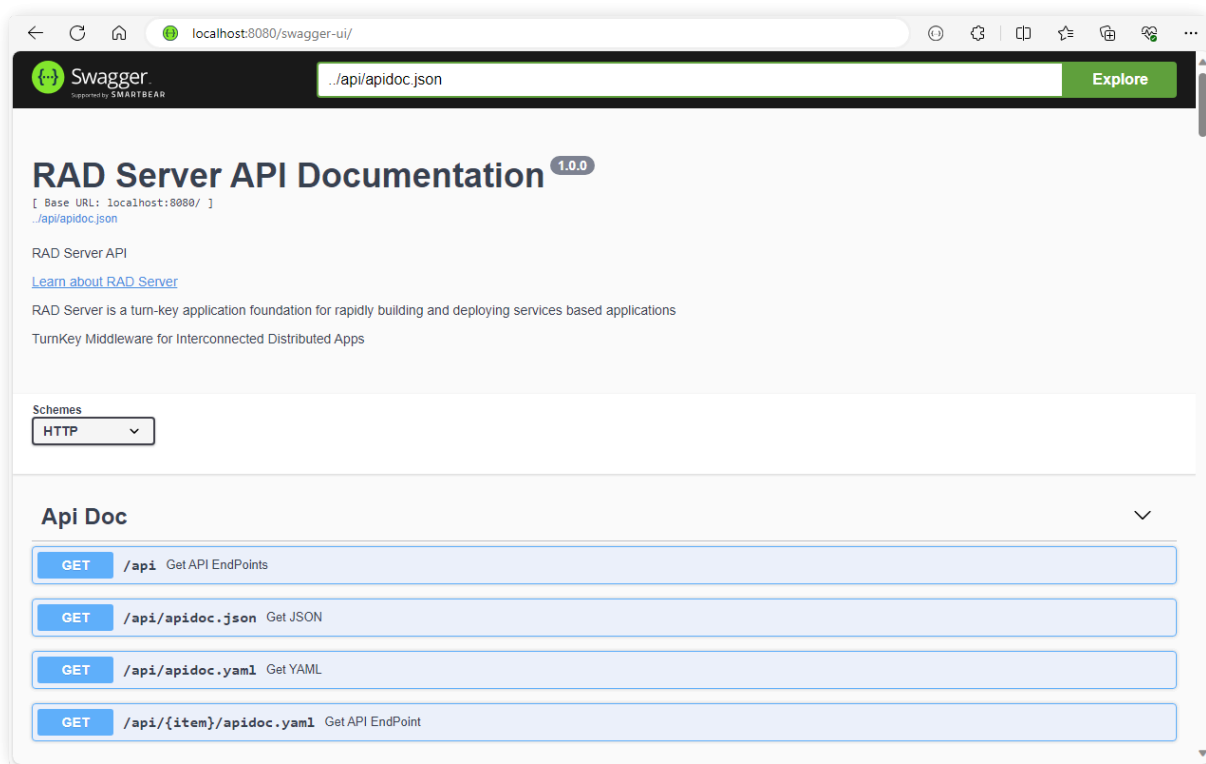 localhost:8080/swagger-ui/
Swagger.
Supported by SMARTBEAR
../api/apidoc.json
Explore
RAD Server API Documentation 1.0.0
[ Base URL: localhost:8080/ ]
../api/apidoc.json
RAD Server API
Learn about RAD Server
RAD Server is a turn-key application foundation for rapidly building and deploying services based applications
TurnKey Middleware for Interconnected Distributed Apps
Schemes
HTTP
Api Doc
GET /api Get API EndPoints
GET /api/apidoc.json Get JSON
GET /api/apidoc.yaml Get YAML
GET /api/{item}/apidoc.yaml Get API EndPoint